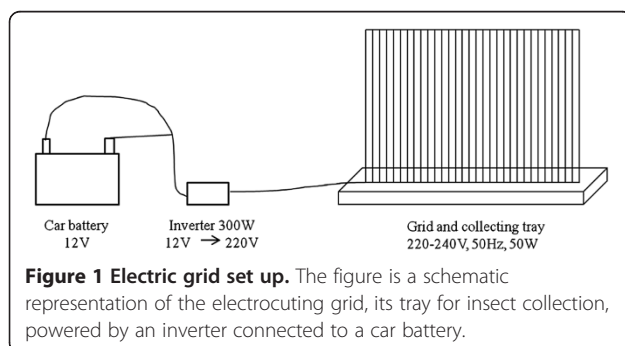 Car battery
12V
Inverter 300W
12V → 220V
Grid and collecting tray
220-240V, 50Hz, 50W
Figure 1 Electric grid set up. The figure is a schematic
representation of the electrocuting grid, its tray for insect collection,
powered by an inverter connected to a car battery.